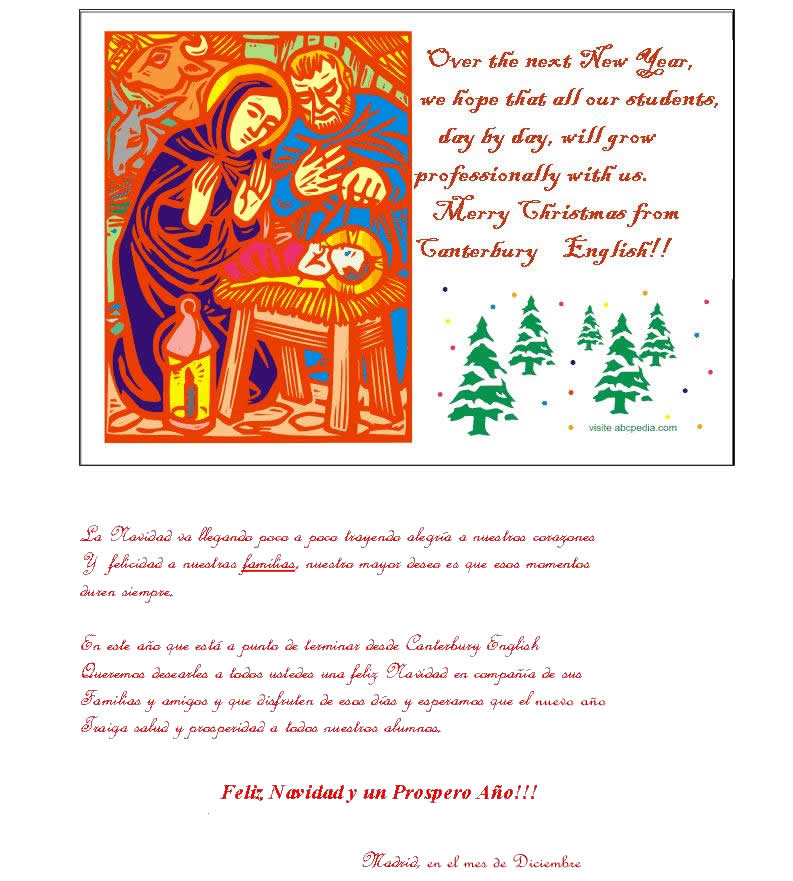 Over the next New Year,
we hope that all our students,
day by day, will grow
professionally with us.
Merry Christmas from
Canterbury English!!
visite abcpedia.com
La Navidad va llegando poco a poco trayendo alegría a nuestros corazones
Y felicidad a nuestras familias, nuestro mayor deseo es que esos momentos
duren siempre.
En este año que está a punto de terminar desde Canterbury English
Queremos desearles a todos ustedes una feliz Navidad en compañía de sus
Familias y amigos y que disfruten de esos días y esperamos que el nuevo año
Traiga salud y prosperidad a todos nuestros alumnos.
Feliz Navidad y un Prospero Año!!!
Madrid, en el mes de Diciembre